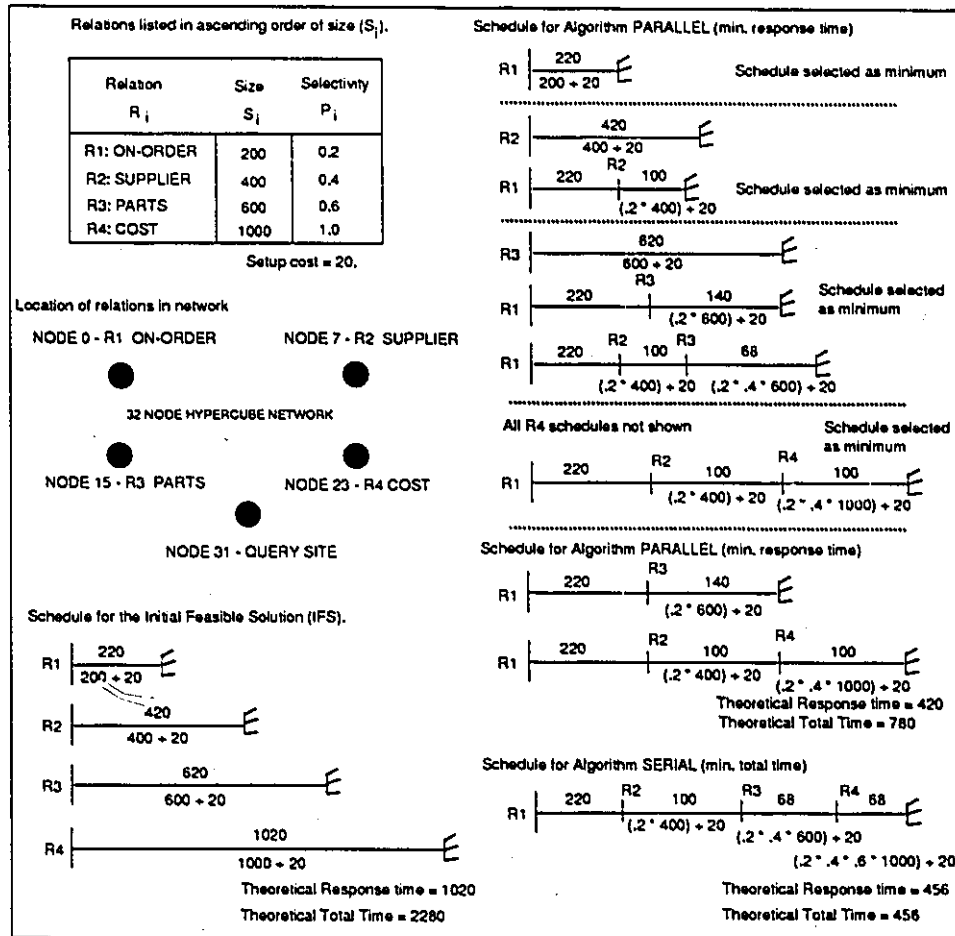 Relations listed in ascending order of size (Si).
Relation Size Selectivity
Ri Si Pi
R1: ON-ORDER 200 0.2
R2: SUPPLIER 400 0.4
R3: PARTS 600 0.6
R4: COST 1000 1.0
Setup cost = 20.
Location of relations in network
NODE 0 - R1 ON-ORDER NODE 7 - R2 SUPPLIER
32 NODE HYPERCUBE NETWORK
NODE 15 - R3 PARTS NODE 23 - R4 COST
NODE 31 - QUERY SITE
Schedule for the Initial Feasible Solution (IFS).
220
R1
200 + 20
420
R2
400 + 20
620
R3
600 + 20
1020
R4
1000 + 20
Theoretical Response time = 1020
Theoretical Total Time = 2280
Schedule for Algorithm PARALLEL (min. response time)
220
R1 Schedule selected as minimum
200 + 20
420
R2
400 + 20
R2
220 100
R1 Schedule selected as minimum
(.2 * 400) + 20
620
R3
600 + 20
R3
220 140 Schedule selected
R1 as minimum
(.2 * 600) + 20
R2 R3
220 100 68
R1
(.2 * 400) + 20 (.2 * .4 * 600) + 20
All R4 schedules not shown Schedule selected
as minimum
R2 R4
220 100 100
R1
(.2 * 400) + 20 (.2 * .4 * 1000) + 20
Schedule for Algorithm PARALLEL (min. response time)
R3
220 140
R1
(.2 * 600) + 20
R2 R4
220 100 100
R1
(.2 * 400) + 20 (.2 * .4 * 1000) + 20
Theoretical Response time = 420
Theoretical Total Time = 780
Schedule for Algorithm SERIAL (min. total time)
R2 R3 R4
220 100 68 68
R1
(.2 * 400) + 20 (.2 * .4 * 600) + 20
(.2 * .4 * .6 * 1000) + 20
Theoretical Response time = 456
Theoretical Total Time = 456